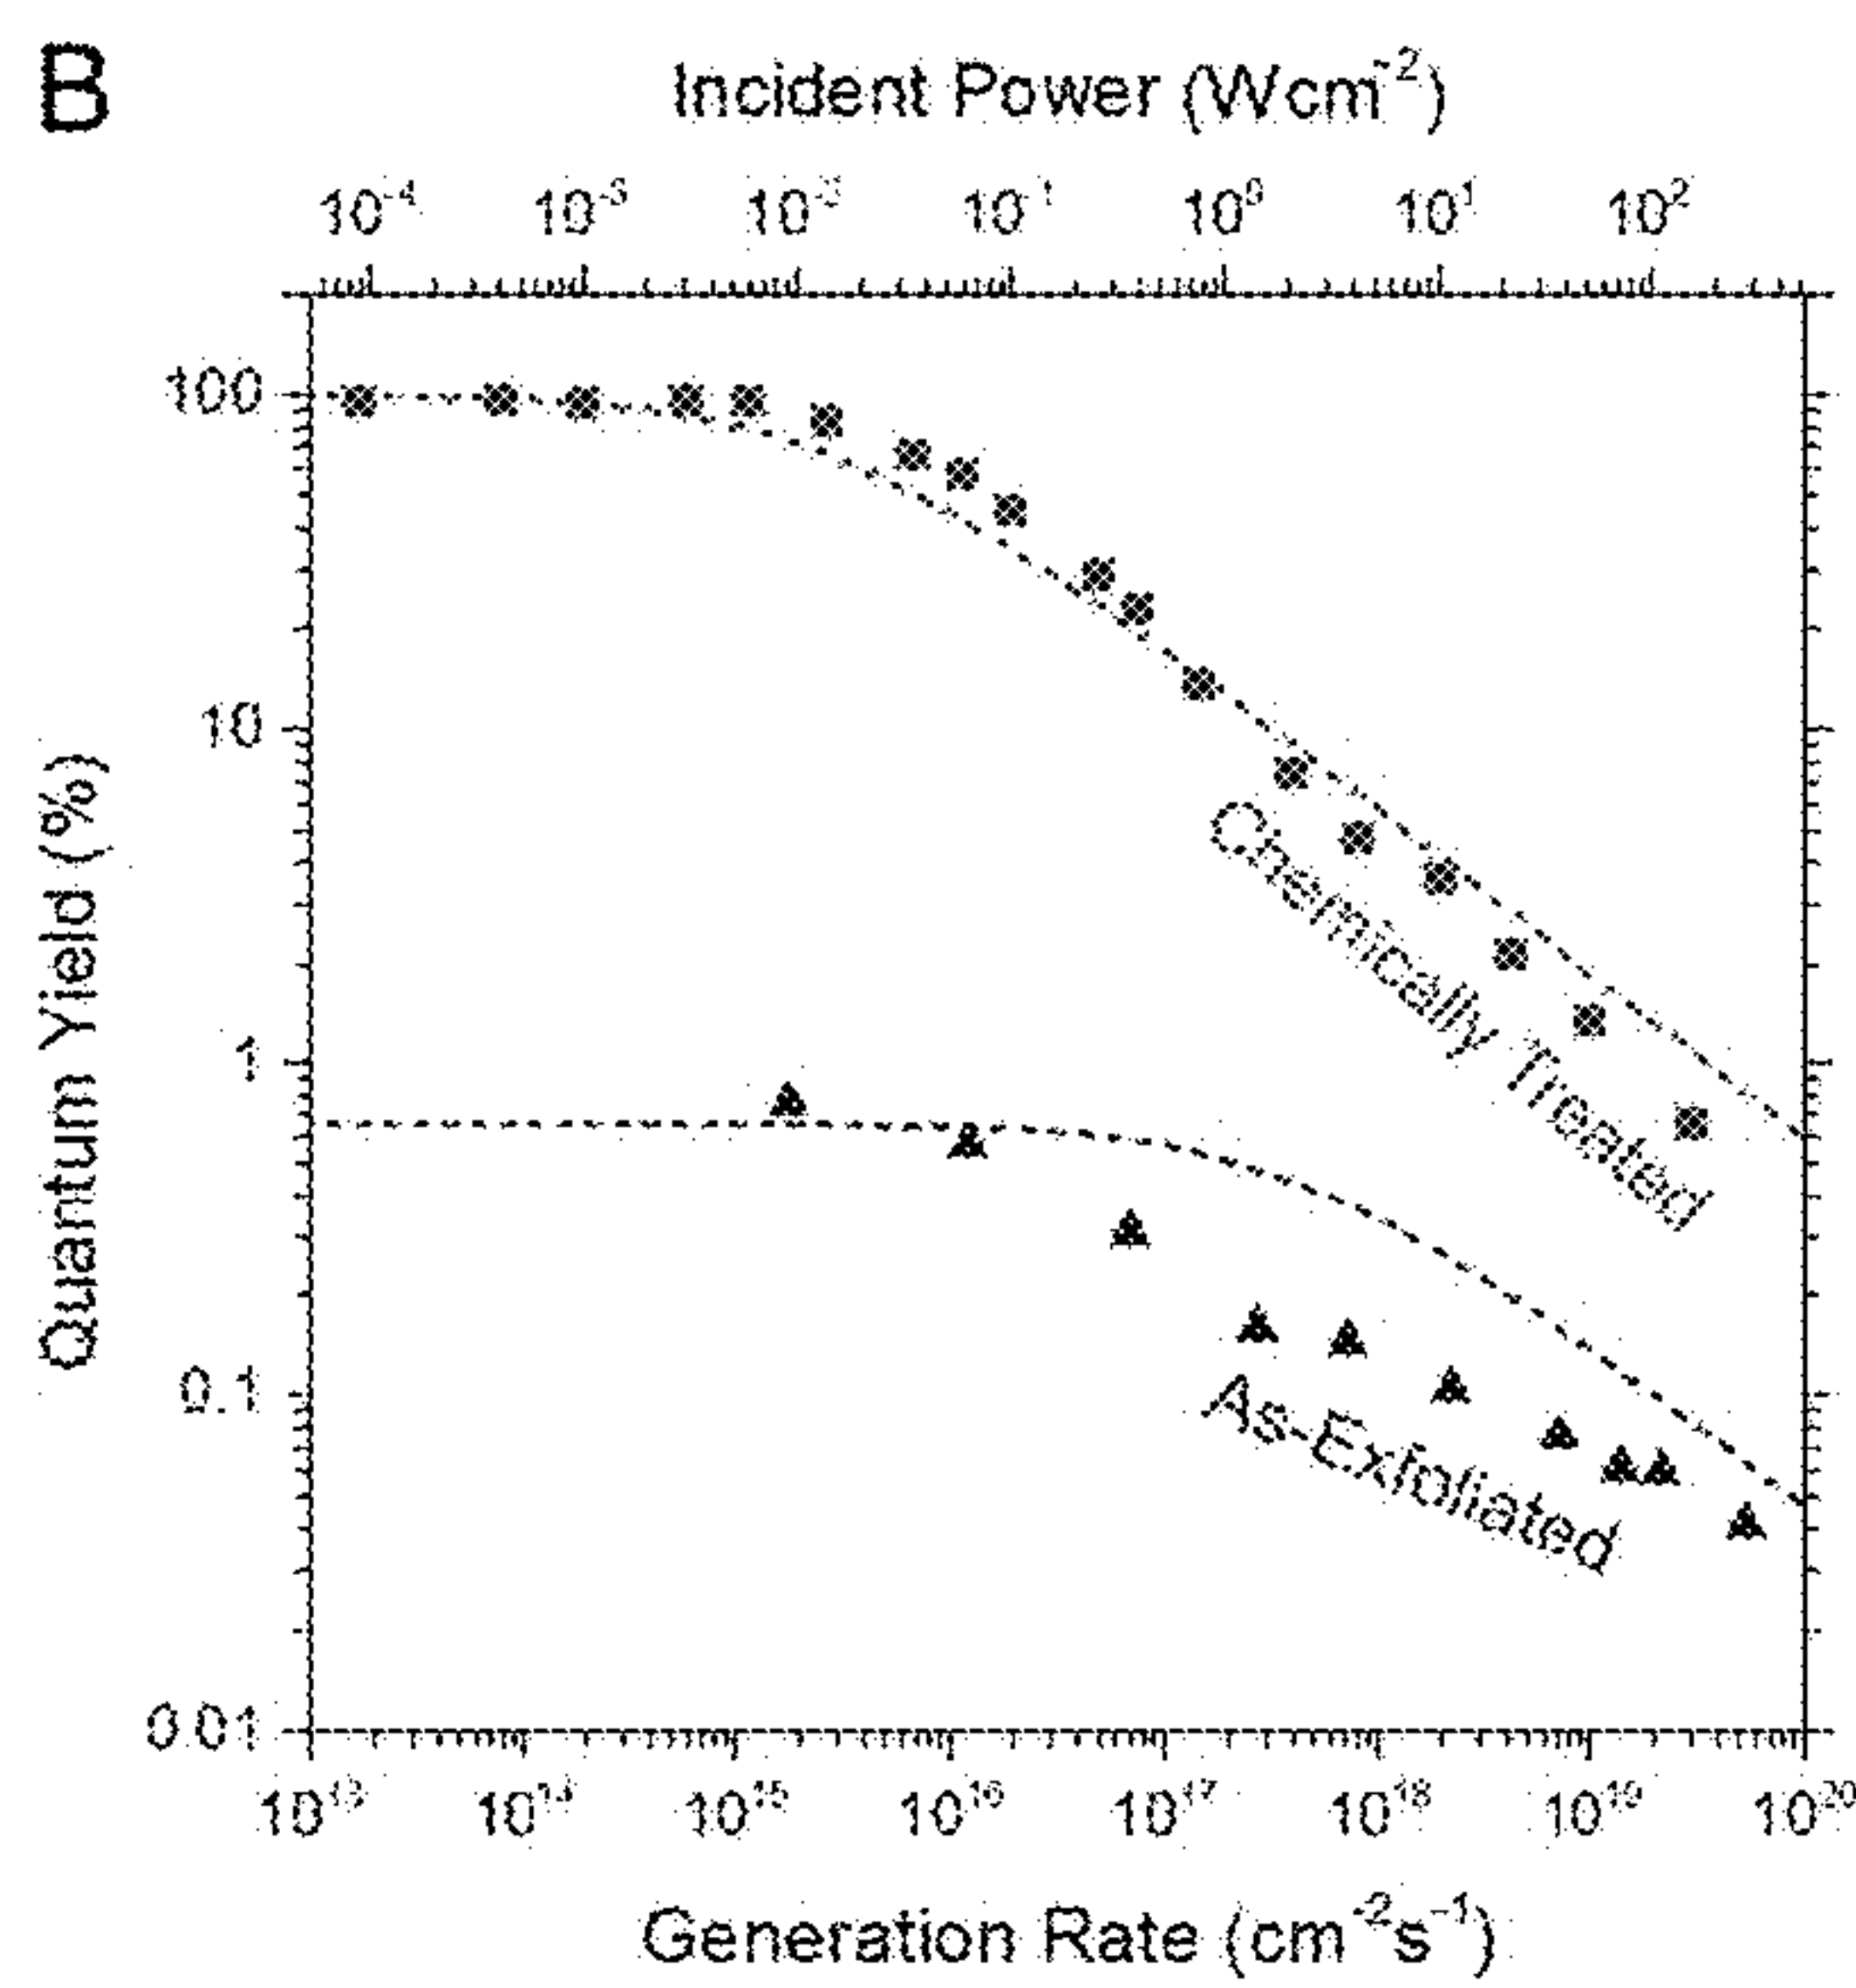 B
Incident Power (Wcm⁻²)
10⁻⁴ 10⁻³ 10⁻² 10⁻¹ 10⁰ 10¹ 10²
Quantum Yield (%)
100
10
1
0.1
0.01
Chemically Treated
As-Exfoliated
10¹³ 10¹⁴ 10¹⁵ 10¹⁶ 10¹⁷ 10¹⁸ 10¹⁹ 10²⁰
Generation Rate (cm⁻²s⁻¹)